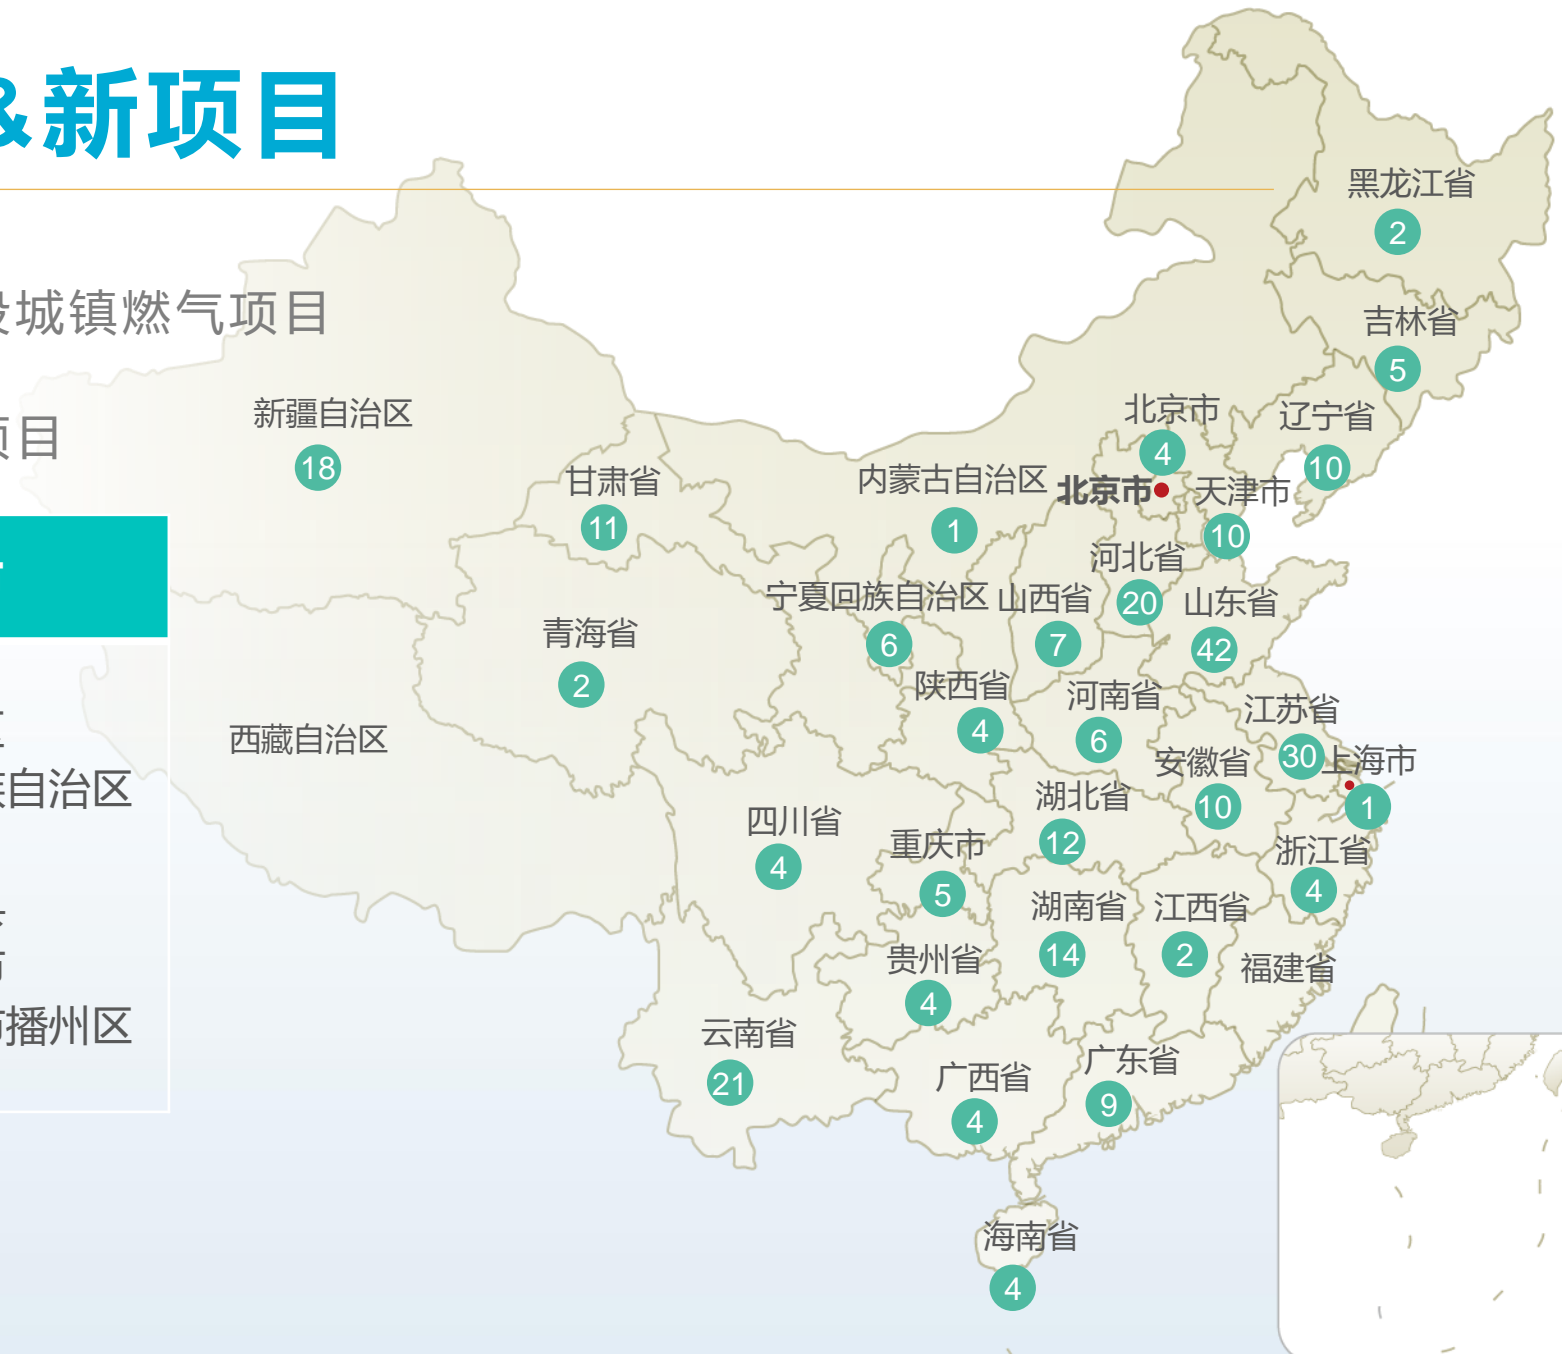 &新项目
城镇燃气项目
项目
自治区
播州区
黑龙江省
2
吉林省
5
辽宁省
10
北京市
4
北京市
天津市
10
新疆自治区
18
甘肃省
11
内蒙古自治区
1
河北省
20
宁夏回族自治区
6
山西省
7
山东省
42
青海省
2
陕西省
4
河南省
6
江苏省
30
上海市
1
西藏自治区
安徽省
10
四川省
4
湖北省
12
重庆市
5
浙江省
4
湖南省
14
江西省
2
贵州省
4
福建省
云南省
21
广西省
4
广东省
9
海南省
4